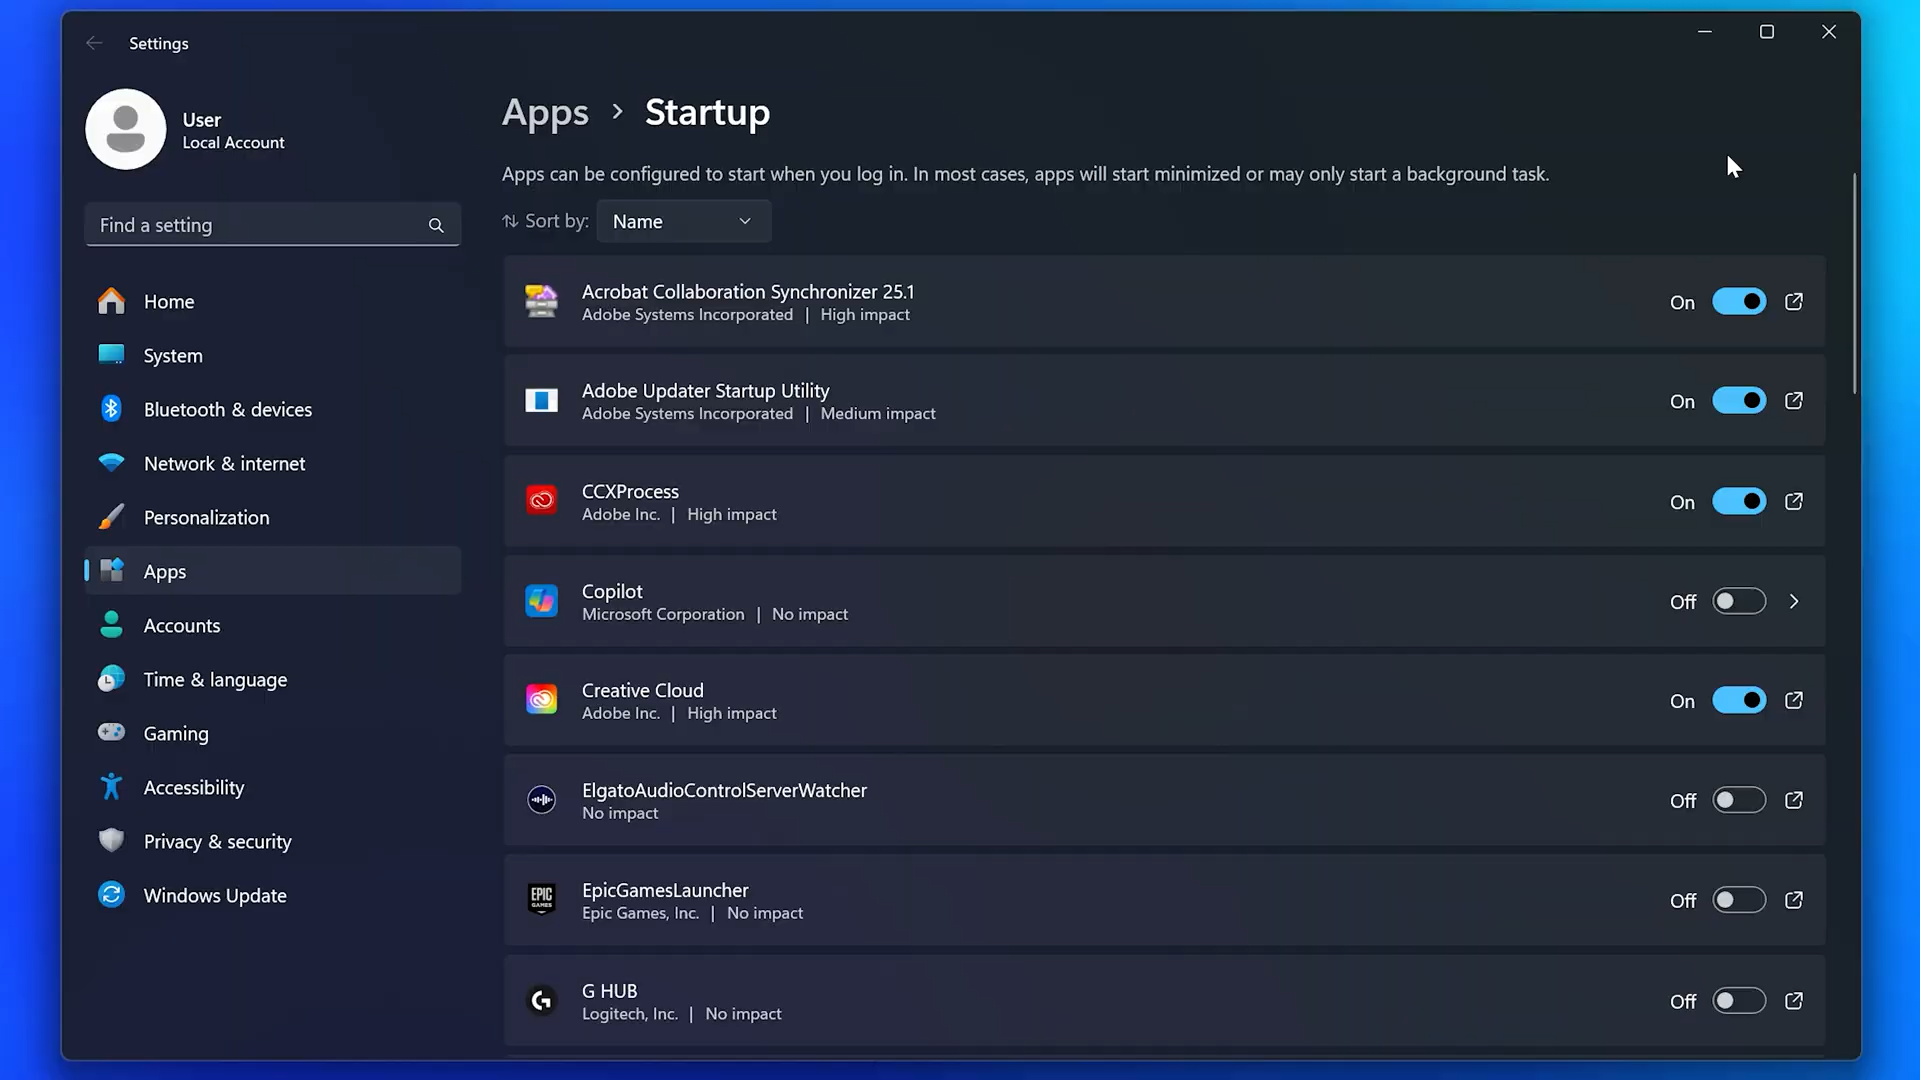 Settings
User
Local Account
Find a setting
Home
System
Bluetooth & devices
Network & internet
Personalization
Apps
Accounts
Time & language
Gaming
Accessibility
Privacy & security
Windows Update
Apps > Startup
Apps can be configured to start when you log in. In most cases, apps will start minimized or may only start a background task.
Sort by: Name
Acrobat Collaboration Synchronizer 25.1
Adobe Systems Incorporated | High impact
On
Adobe Updater Startup Utility
Adobe Systems Incorporated | Medium impact
On
CCXProcess
Adobe Inc. | High impact
On
Copilot
Microsoft Corporation | No impact
Off
Creative Cloud
Adobe Inc. | High impact
On
ElgatoAudioControlServerWatcher
No impact
Off
EPIC
GAMES
EpicGamesLauncher
Epic Games, Inc. | No impact
Off
G HUB
Logitech, Inc. | No impact
Off